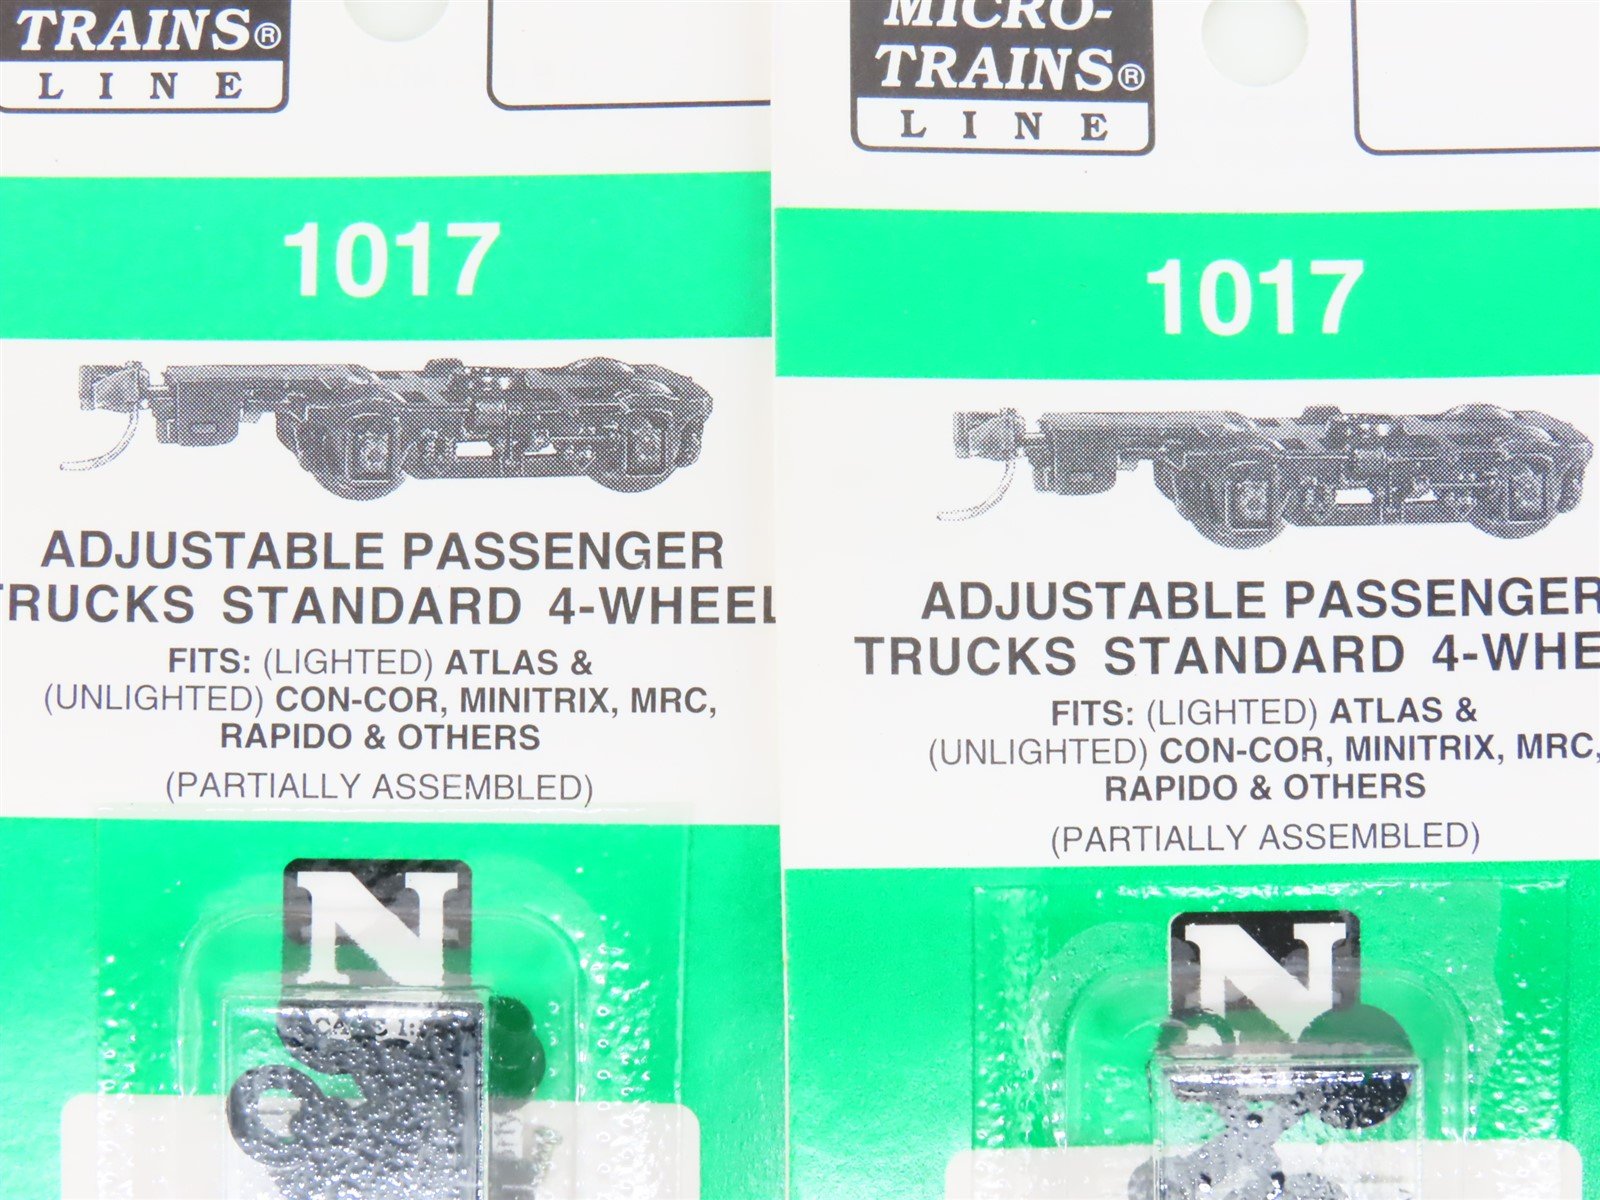 TRAINS®
LINE
1017
ADJUSTABLE PASSENGER
TRUCKS STANDARD 4-WHEEL
FITS: (LIGHTED) ATLAS &
(UNLIGHTED) CON-COR, MINITRIX, MRC,
RAPIDO & OTHERS
(PARTIALLY ASSEMBLED)
N
MICRO-
TRAINS®
LINE
1017
ADJUSTABLE PASSENGER
TRUCKS STANDARD 4-WHE
FITS: (LIGHTED) ATLAS &
(UNLIGHTED) CON-COR, MINITRIX, MRC,
RAPIDO & OTHERS
(PARTIALLY ASSEMBLED)
N